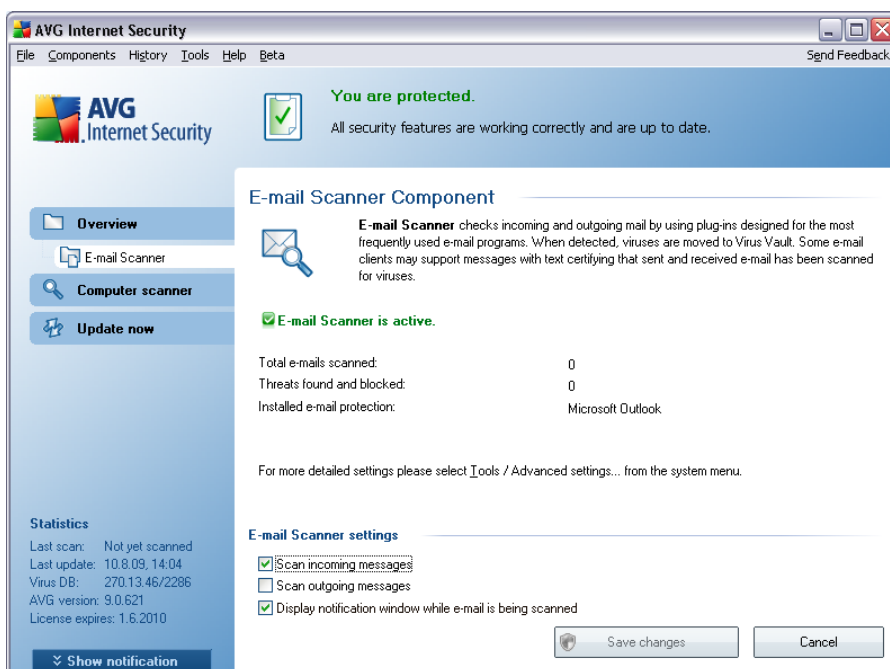 AVG Internet Security
File Components History Tools Help Beta
Send Feedback
AVG
Internet Security
You are protected.
All security features are working correctly and are up to date.
Overview
E-mail Scanner
Computer scanner
Update now
E-mail Scanner Component
E-mail Scanner checks incoming and outgoing mail by using plug-ins designed for the most
frequently used e-mail programs. When detected, viruses are moved to Virus Vault. Some e-mail
clients may support messages with text certifying that sent and received e-mail has been scanned
for viruses.
E-mail Scanner is active.
Total e-mails scanned: 0
Threats found and blocked: 0
Installed e-mail protection: Microsoft Outlook
For more detailed settings please select Tools / Advanced settings... from the system menu.
Statistics
Last scan: Not yet scanned
Last update: 10.8.09, 14:04
Virus DB: 270.13.46/2286
AVG version: 9.0.621
License expires: 1.6.2010
Show notification
E-mail Scanner settings
Scan incoming messages
Scan outgoing messages
Display notification window while e-mail is being scanned
Save changes
Cancel